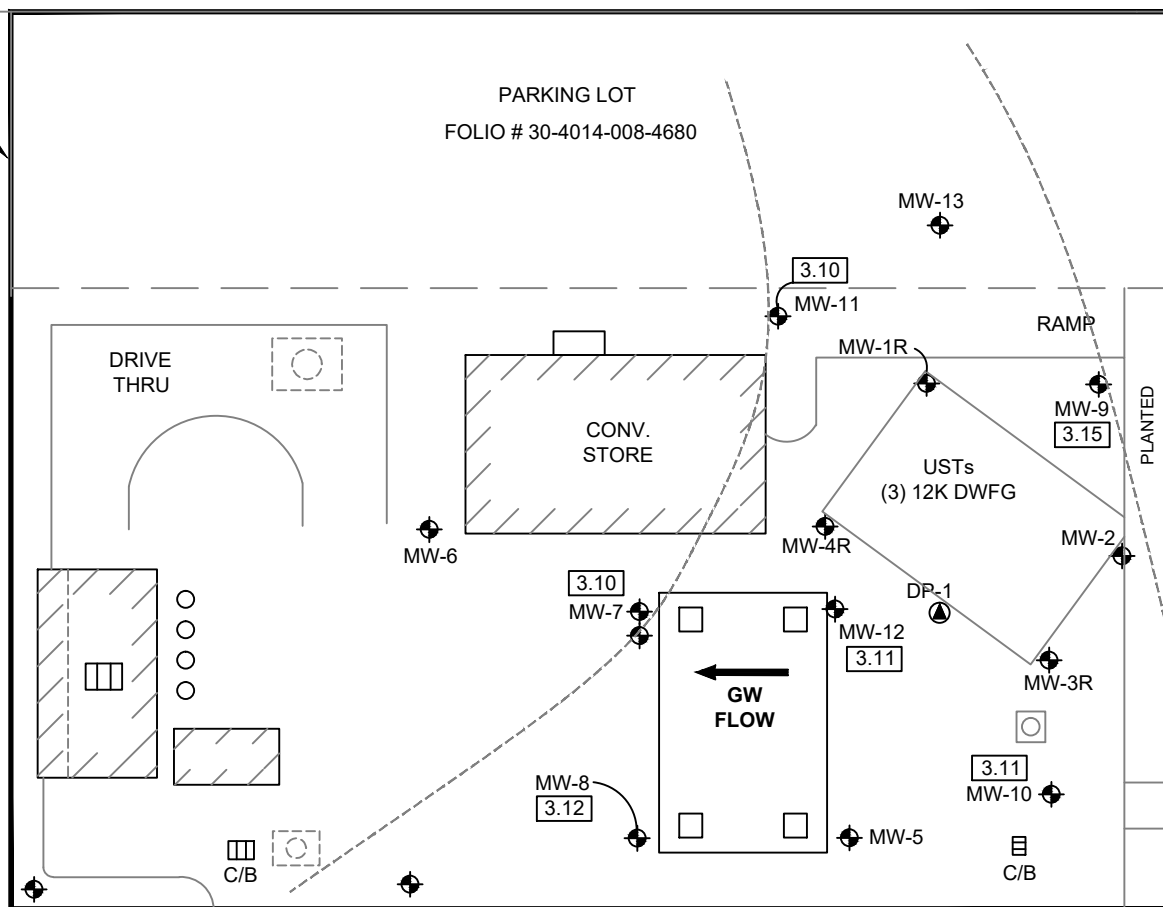 PARKING LOT
FOLIO # 30-4014-008-4680
MW-13
3.10
MW-11
RAMP
DRIVE
THRU
MW-1R
MW-9
3.15
PLANTED
CONV.
STORE
USTs
(3) 12K DWFG
MW-6
MW-4R
MW-2
3.10
MW-7
DP-1
MW-12
3.11
MW-3R
GW
FLOW
3.11
MW-10
MW-8
3.12
MW-5
C/B
C/B